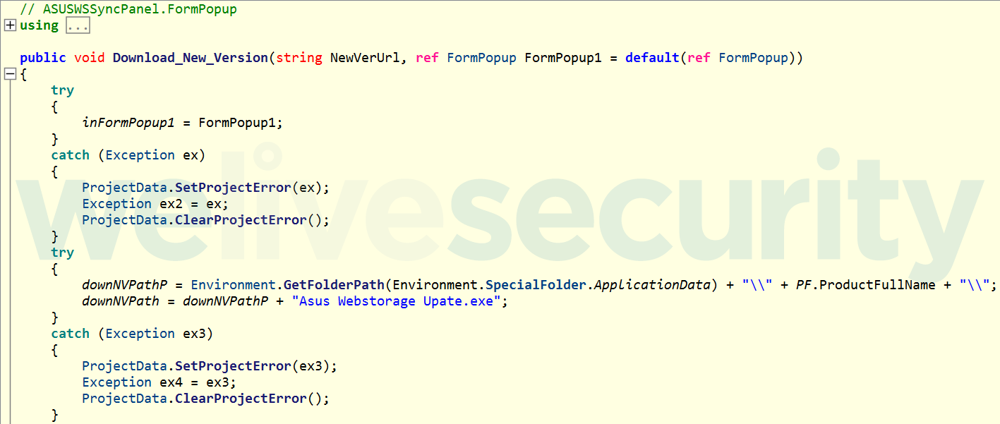 // ASUSWSSyncPanel.FormPopup
using ...
public void Download_New_Version(string NewVerUrl, ref FormPopup FormPopup1 = default(ref FormPopup))
{
try
{
inFormPopup1 = FormPopup1;
}
catch (Exception ex)
{
ProjectData.SetProjectError(ex);
Exception ex2 = ex;
ProjectData.ClearProjectError();
}
try
{
downNVPathP = Environment.GetFolderPath(Environment.SpecialFolder.ApplicationData) + "\\" + PF.ProductFullName + "\\";
downNVPath = downNVPathP + "Asus Webstorage Upate.exe";
}
catch (Exception ex3)
{
ProjectData.SetProjectError(ex3);
Exception ex4 = ex3;
ProjectData.ClearProjectError();
}
welivesecurity